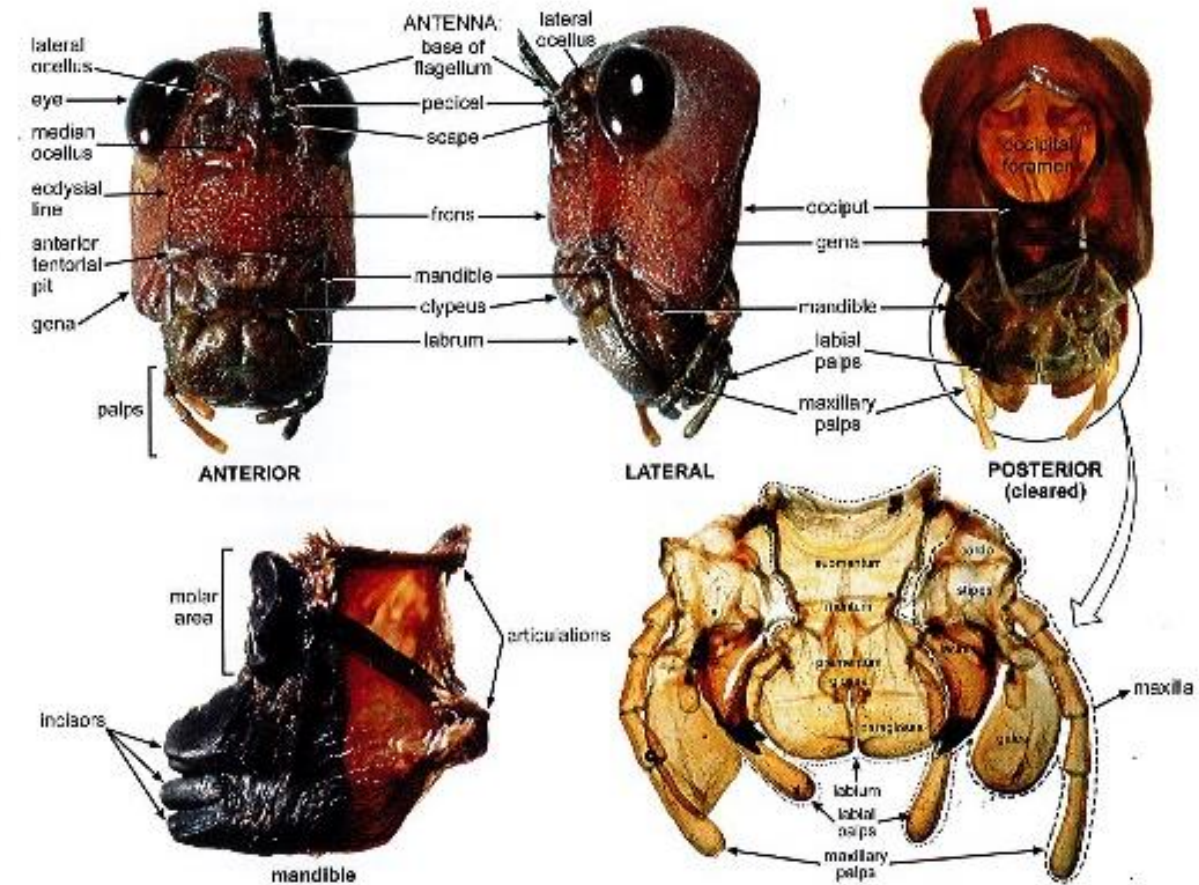 lateral
ocellus
eye
median
ocellus
ecdysial
line
anterior
tentorial
pit
gena
palps
ANTERIOR
ANTENNA:
base of
flagellum
pedicel
scape
lateral
ocellus
frons
mandible
clypeus
labrum
LATERAL
occiput
gena
mandible
labial
palps
maxillary
palps
occipital
foramen
POSTERIOR
(cleared)
molar
area
incisors
articulations
mandible
submentum
mentum
prementum
glossa
paraglossa
cardo
stipes
galea
maxilla
labium
labial
palps
maxillary
palps